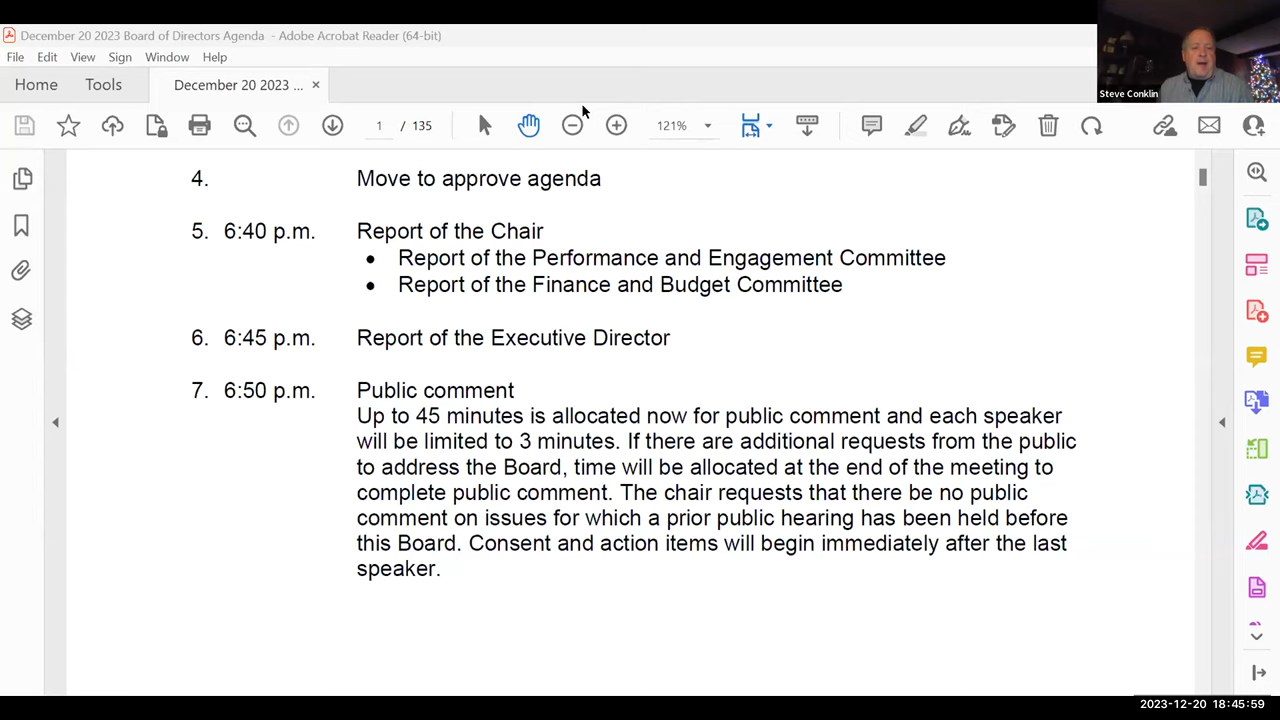 December 20 2023 Board of Directors Agenda - Adobe Acrobat Reader (64-bit)
File Edit View Sign Window Help
Home Tools December 20 2023 ... ×
1 / 135 121%
Steve Conklin
4. Move to approve agenda
5. 6:40 p.m. Report of the Chair
• Report of the Performance and Engagement Committee
• Report of the Finance and Budget Committee
6. 6:45 p.m. Report of the Executive Director
7. 6:50 p.m. Public comment
Up to 45 minutes is allocated now for public comment and each speaker
will be limited to 3 minutes. If there are additional requests from the public
to address the Board, time will be allocated at the end of the meeting to
complete public comment. The chair requests that there be no public
comment on issues for which a prior public hearing has been held before
this Board. Consent and action items will begin immediately after the last
speaker.
2023-12-20 18:45:59